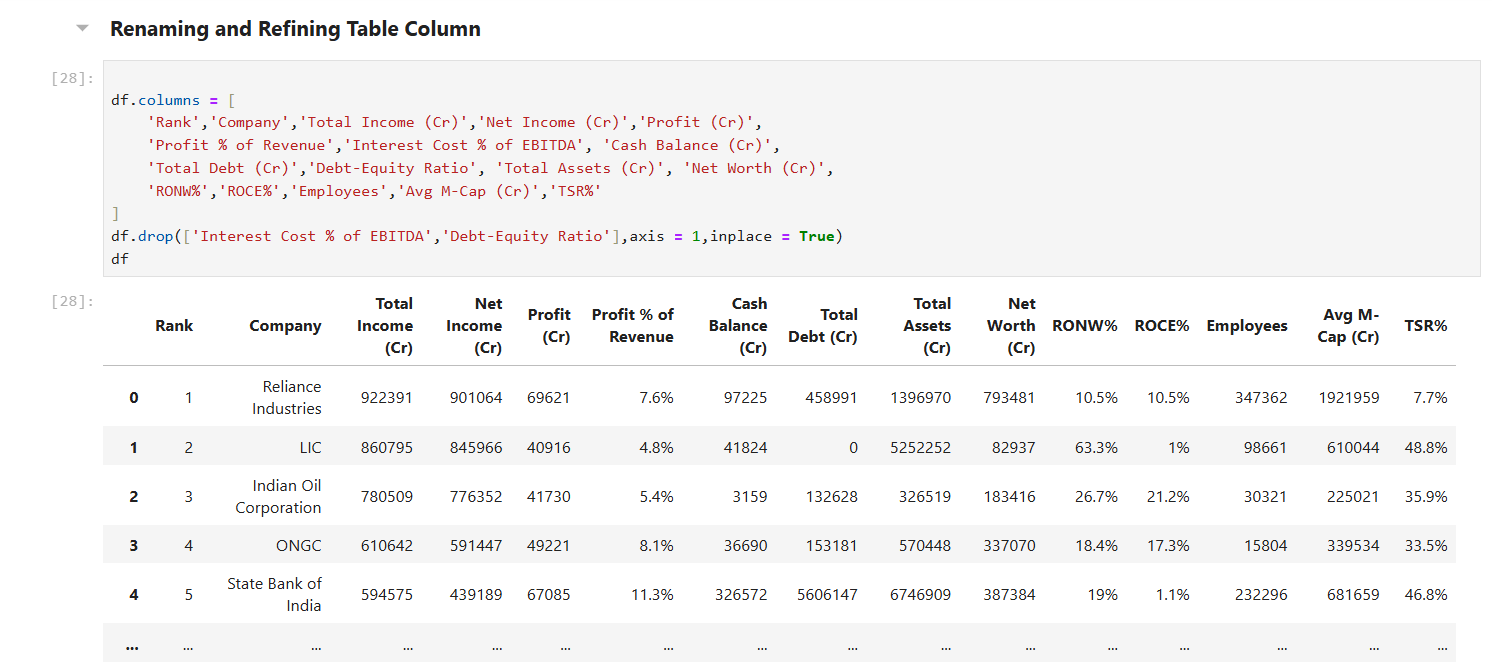 Renaming and Refining Table Column
[28]:
df.columns = [
'Rank','Company','Total Income (Cr)','Net Income (Cr)','Profit (Cr)',
'Profit % of Revenue','Interest Cost % of EBITDA', 'Cash Balance (Cr)',
'Total Debt (Cr)','Debt-Equity Ratio', 'Total Assets (Cr)', 'Net Worth (Cr)',
'RONW%','ROCE%','Employees','Avg M-Cap (Cr)','TSR%'
]
df.drop(['Interest Cost % of EBITDA','Debt-Equity Ratio'],axis = 1,inplace = True)
df
[28]:
Rank Company Total Income (Cr) Net Income (Cr) Profit (Cr) Profit % of Revenue Cash Balance (Cr) Total Debt (Cr) Total Assets (Cr) Net Worth (Cr) RONW% ROCE% Employees Avg M-Cap (Cr) TSR%
0 1 Reliance Industries 922391 901064 69621 7.6% 97225 458991 1396970 793481 10.5% 10.5% 347362 1921959 7.7%
1 2 LIC 860795 845966 40916 4.8% 41824 0 5252252 82937 63.3% 1% 98661 610044 48.8%
2 3 Indian Oil Corporation 780509 776352 41730 5.4% 3159 132628 326519 183416 26.7% 21.2% 30321 225021 35.9%
3 4 ONGC 610642 591447 49221 8.1% 36690 153181 570448 337070 18.4% 17.3% 15804 339534 33.5%
4 5 State Bank of India 594575 439189 67085 11.3% 326572 5606147 6746909 387384 19% 1.1% 232296 681659 46.8%
... ... ... ... ... ... ... ... ... ... ... ... ... ... ... ...